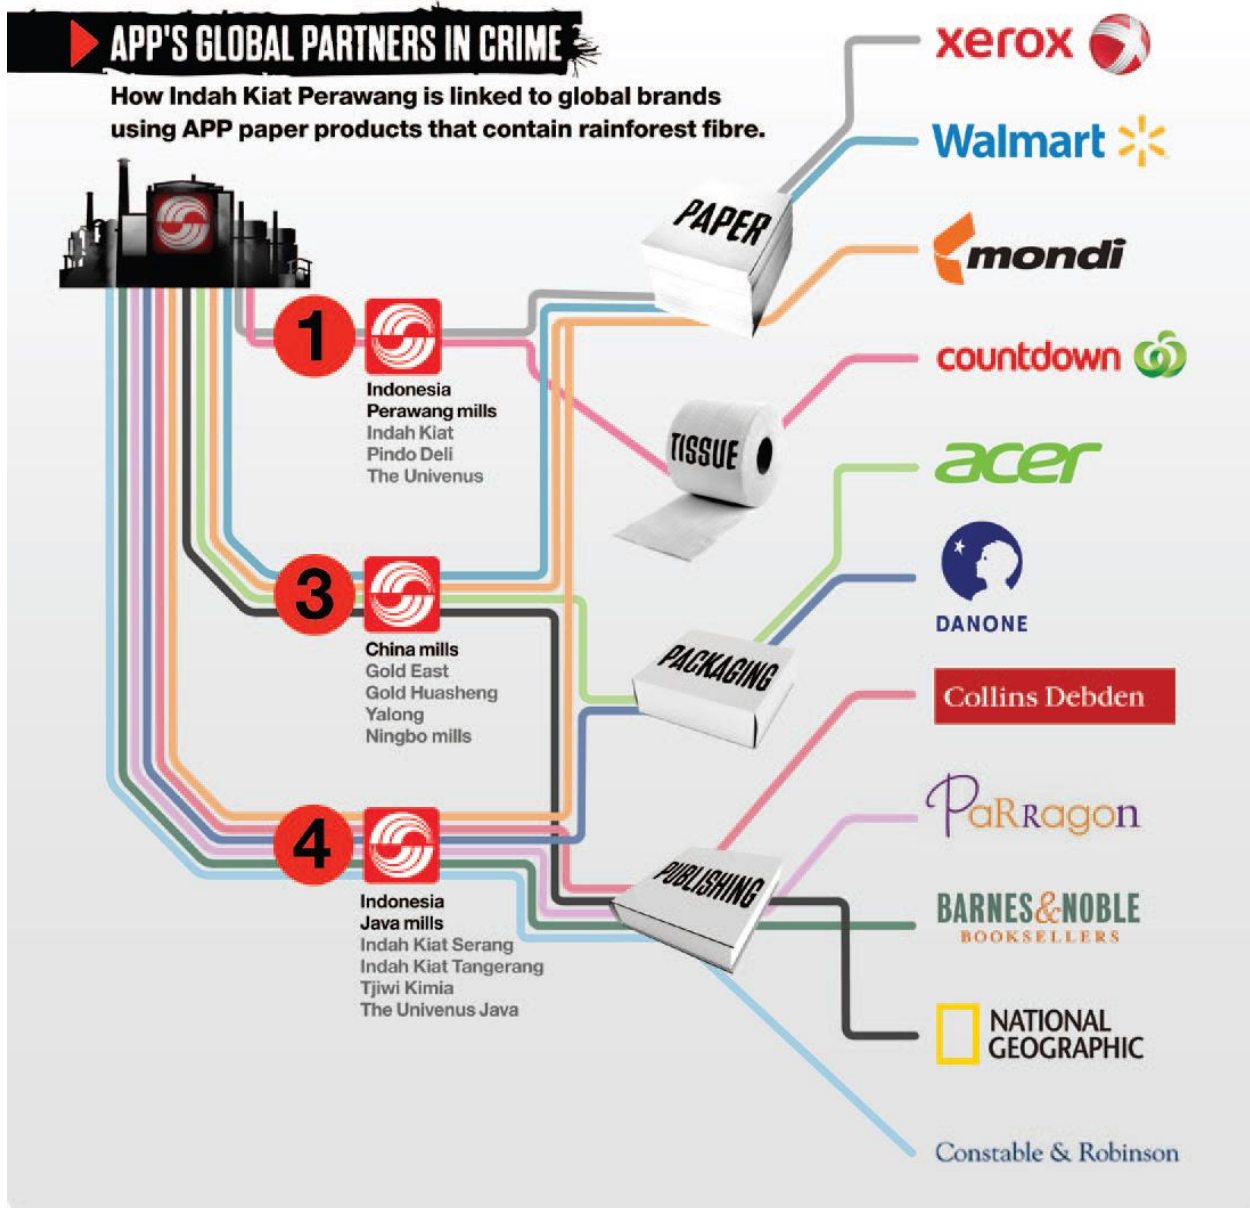 APP'S GLOBAL PARTNERS IN CRIME
How Indah Kiat Perawang is linked to global brands
using APP paper products that contain rainforest fibre.
xerox
Walmart
PAPER
mondi
1
Indonesia
Perawang mills
Indah Kiat
Pindo Deli
The Univenus
countdown
TISSUE
acer
3
China mills
Gold East
Gold Huasheng
Yalong
Ningbo mills
DANONE
PACKAGING
Collins Debden
4
Indonesia
Java mills
Indah Kiat Serang
Indah Kiat Tangerang
Tjiwi Kimia
The Univenus Java
PaRRagon
PUBLISHING
BARNES&NOBLE
BOOKSELLERS
NATIONAL
GEOGRAPHIC
Constable & Robinson